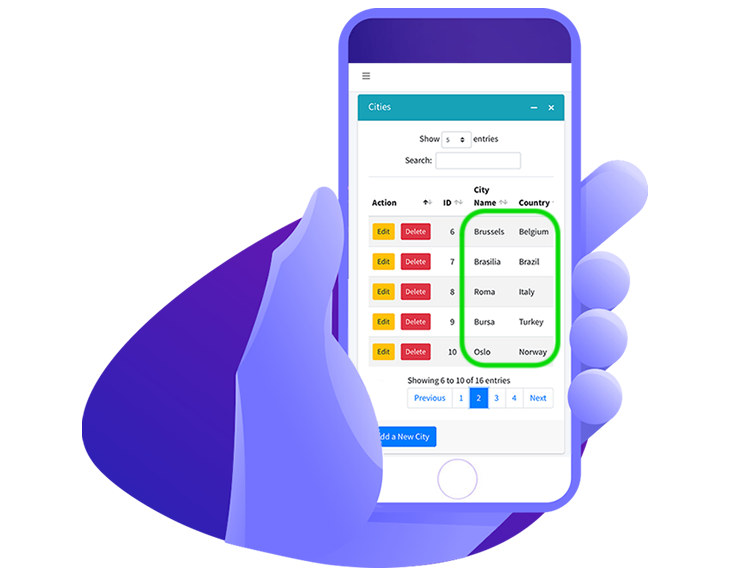 Cities
Show 5 entries
Search:
Action ID City Name Country
Edit Delete 6 Brussels Belgium
Edit Delete 7 Brasilia Brazil
Edit Delete 8 Roma Italy
Edit Delete 9 Bursa Turkey
Edit Delete 10 Oslo Norway
Showing 6 to 10 of 16 entries
Previous 1 2 3 4 Next
dd a New City